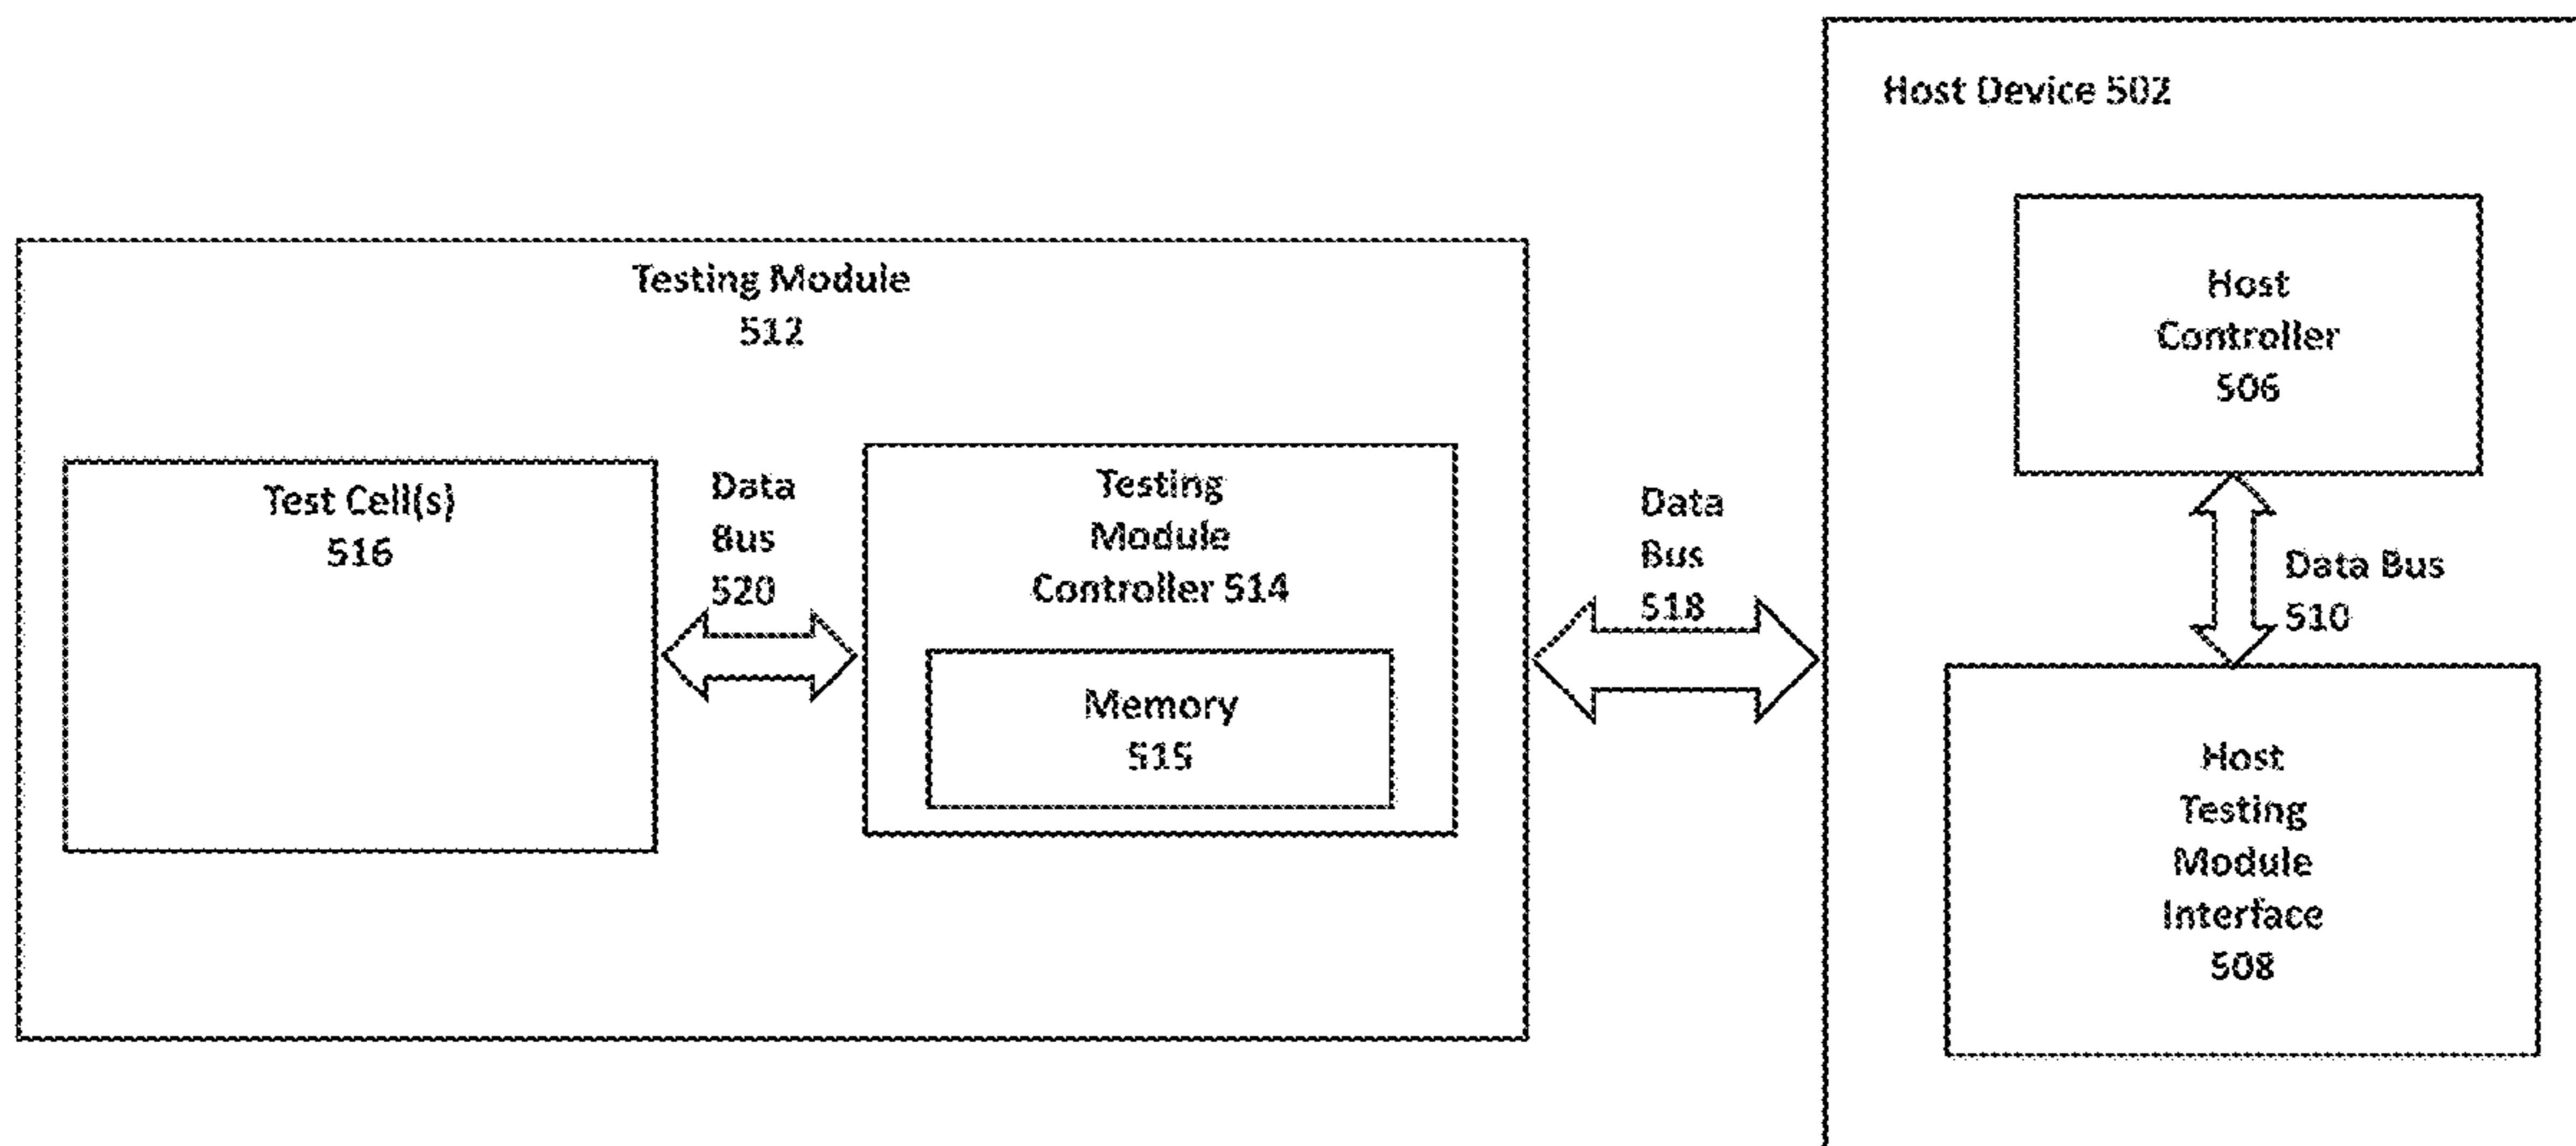 Host Device 502
Host
Controller
506
Testing Module
512
Test Cell(s)
516
Data
Bus
520
Testing
Module
Controller 514
Memory
515
Data
Bus
518
Data Bus
510
Host
Testing
Module
Interface
508